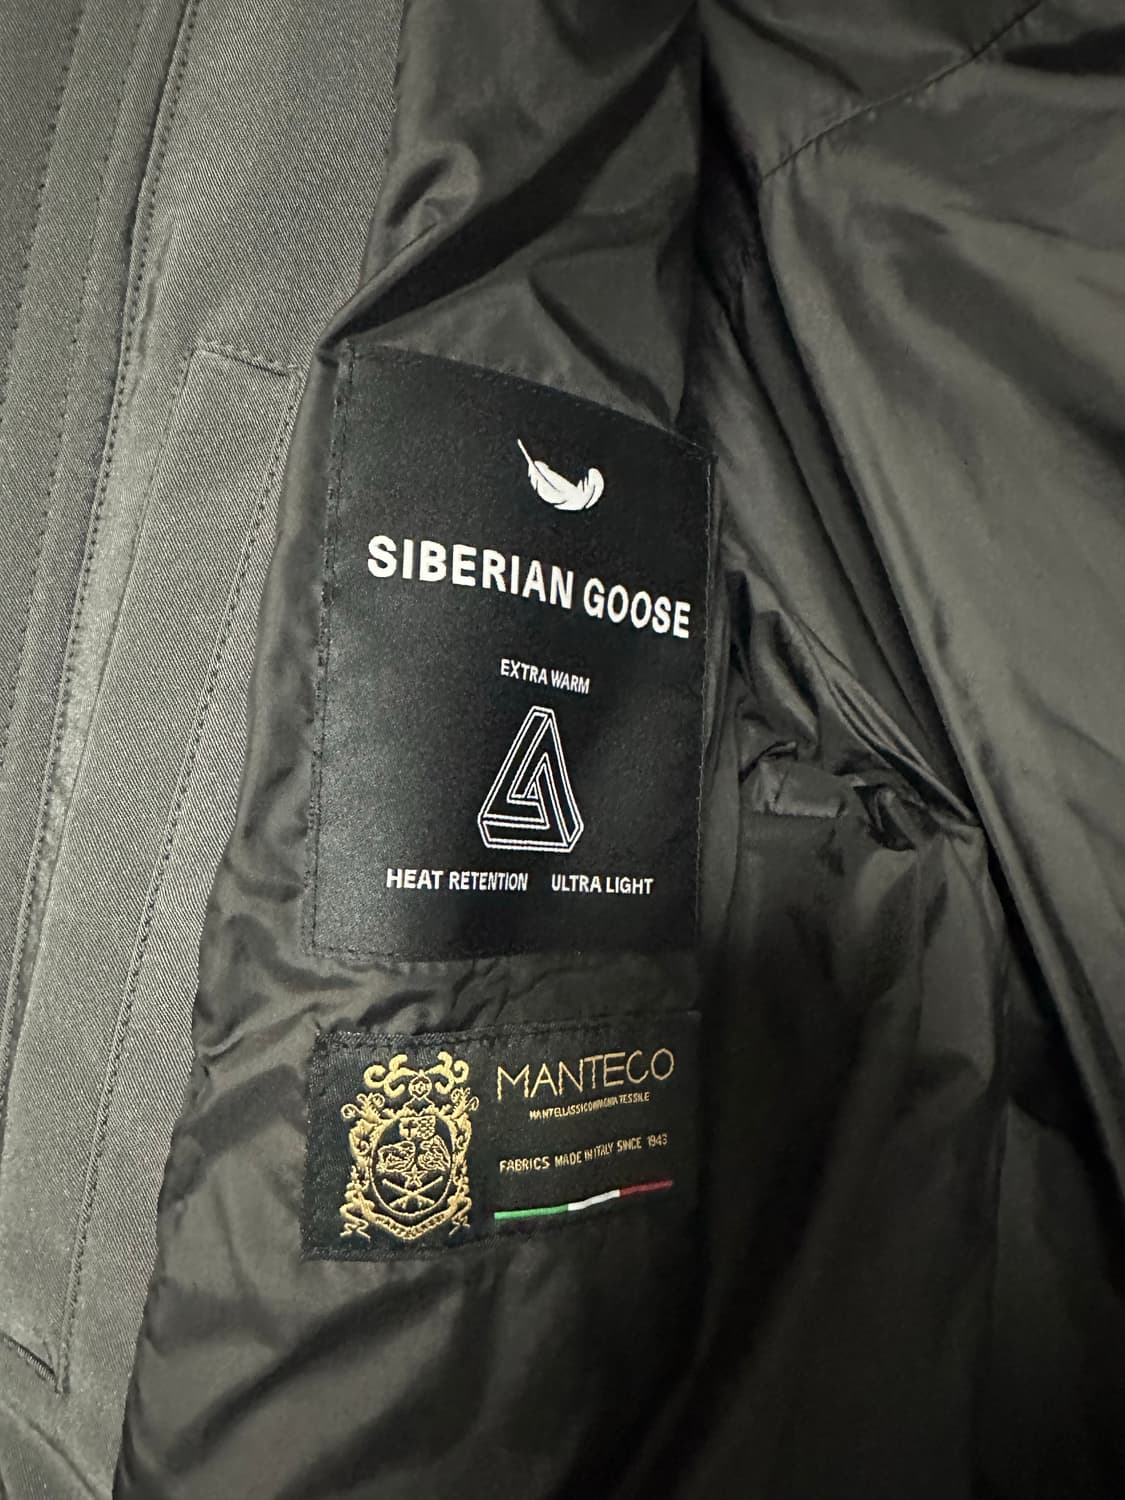 SIBERIAN GOOSE
EXTRA WARM
HEAT RETENTION ULTRA LIGHT
MANTECO
FABRICS MADE IN ITALY SINCE 1943